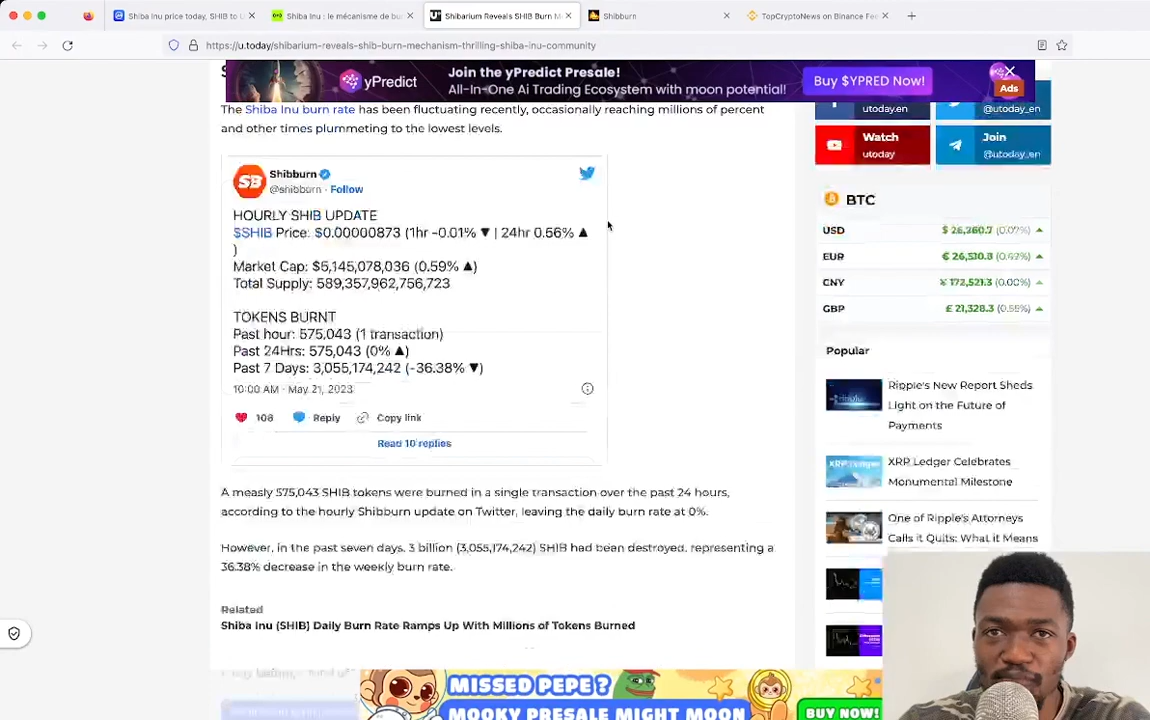 Shiba Inu price today, SHIB to U
Shiba Inu : le mécanisme de bu
Shibarium Reveals SHIB Burn M
Shibburn
TopCryptoNews on Binance Fe
https://u.today/shibarium-reveals-shib-burn-mechanism-thrilling-shiba-inu-community
yPredict
Join the yPredict Presale!
All-In-One Ai Trading Ecosystem with moon potential!
Buy $YPRED Now!
Ads
The Shiba Inu burn rate has been fluctuating recently, occasionally reaching millions of percent
and other times plummeting to the lowest levels.
Shibburn
@shibburn · Follow
HOURLY SHIB UPDATE
$SHIB Price: $0.00000873 (1hr -0.01% ▼ | 24hr 0.56% ▲
)
Market Cap: $5,145,078,036 (0.59% ▲)
Total Supply: 589,357,962,756,723
TOKENS BURNT
Past hour: 575,043 (1 transaction)
Past 24Hrs: 575,043 (0% ▲)
Past 7 Days: 3,055,174,242 (-36.38% ▼)
10:00 AM · May 21, 2023
108 Reply Copy link
Read 10 replies
A measly 575,043 SHIB tokens were burned in a single transaction over the past 24 hours,
according to the hourly Shibburn update on Twitter, leaving the daily burn rate at 0%.
However, in the past seven days, 3 billion (3,055,174,242) SHIB had been destroyed, representing a
36.38% decrease in the weekly burn rate.
Related
Shiba Inu (SHIB) Daily Burn Rate Ramps Up With Millions of Tokens Burned
utoday.en
@utoday_en
Watch
utoday
Join
@utoday_en
BTC
USD
EUR
CNY
¥ 172,521.3 (0.00%)
GBP
£ 21,328.3
Popular
Ripple's New Report Sheds
Light on the Future of
Payments
XRP Ledger Celebrates
Monumental Milestone
One of Ripple's Attorneys
Calls it Quits: What it Means
MISSED PEPE?
MOOKY PRESALE MIGHT MOON
BUY NOW!